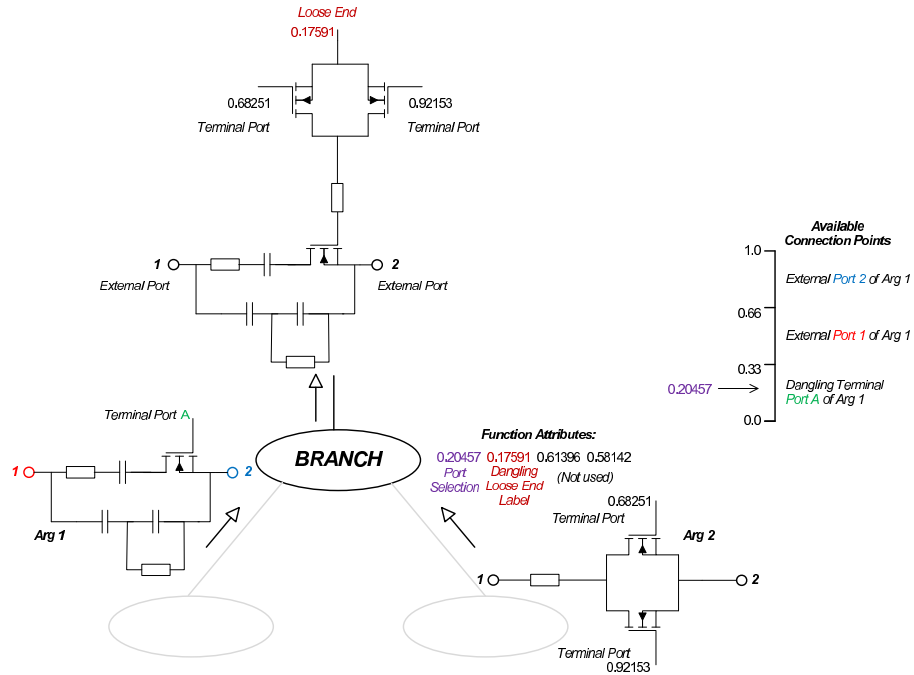 Loose End
0.17591
0.68251
Terminal Port
0.92153
Terminal Port
1
2
External Port
External Port
Available
Connection Points
1.0
External Port 2 of Arg 1
0.66
External Port 1 of Arg 1
0.33
0.20457
Dangling Terminal
Port A of Arg 1
0.0
Terminal Port A
1
2
Arg 1
BRANCH
Function Attributes:
0.20457 0.17591 0.61396 0.58142
Port
Selection
Dangling
Loose End
Label
(Not used)
0.68251
Terminal Port
Arg 2
1
2
Terminal Port
0.92153